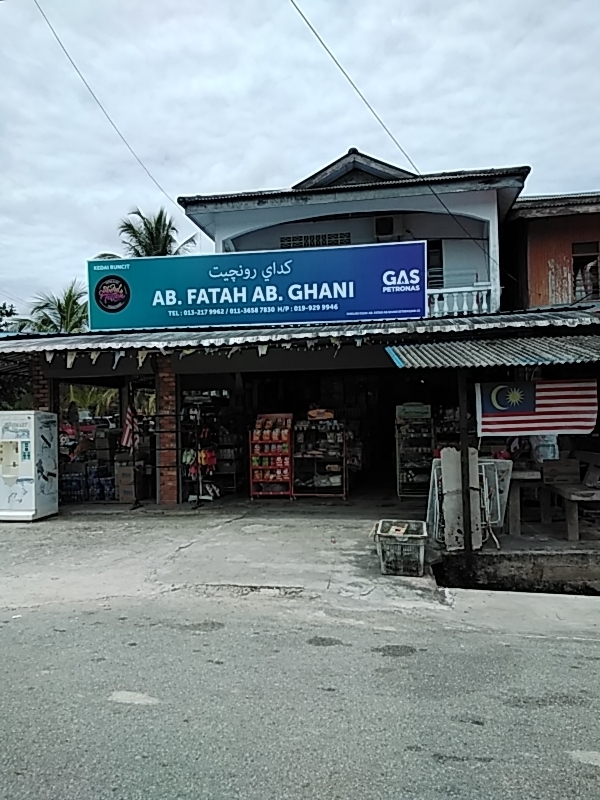 KEDAI RUNCIT
كداي رونچيت
AB. FATAH AB. GHANI
TEL : 013-217 9962 / 011-3658 7830 H/P : 019-929 9946
GAS
PETRONAS